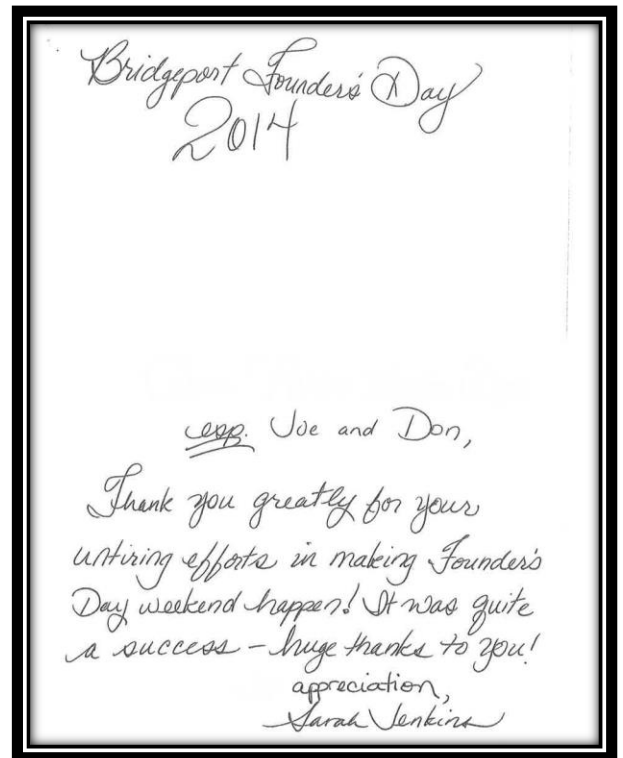 Bridgeport Founder's Day
2014
esp. Joe and Don,
Thank you greatly for your
untiring efforts in making Founder's
Day weekend happen! It was quite
a success - huge thanks to you!
appreciation,
Sarah Jenkins